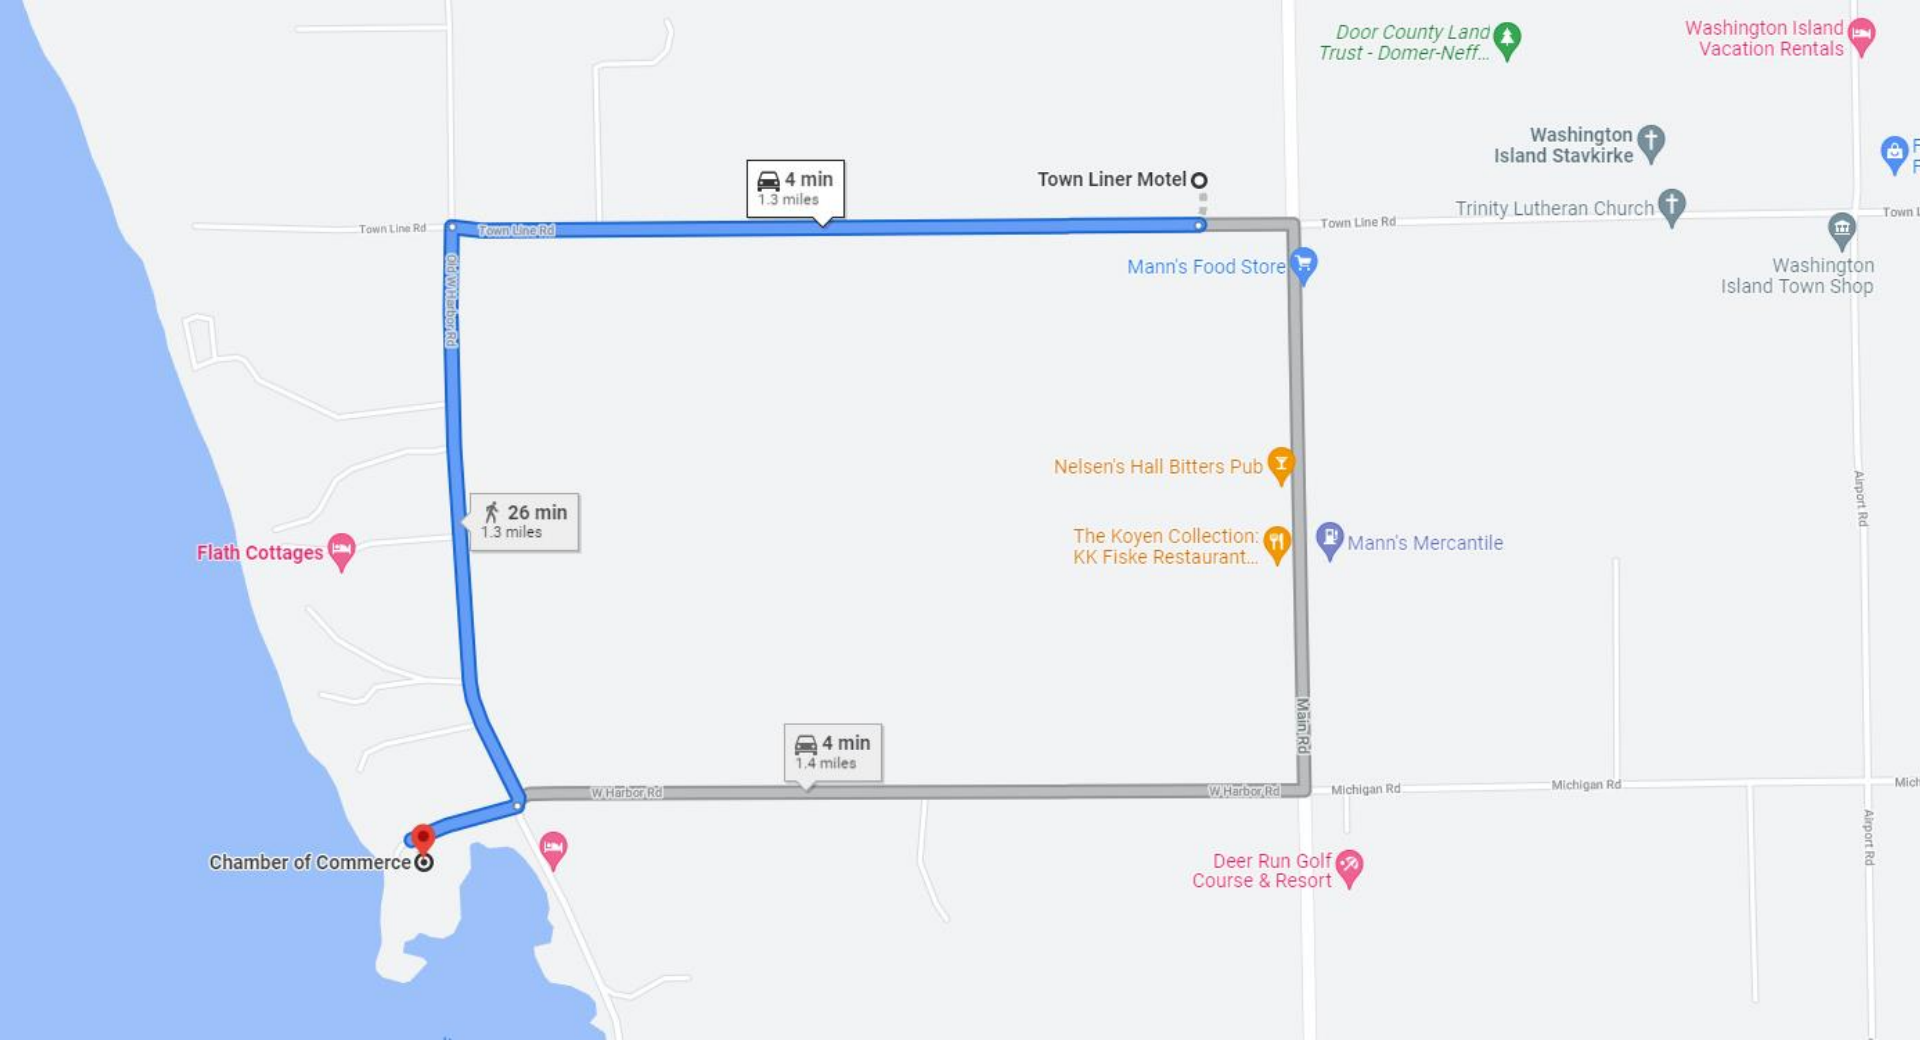 Door County Land
Trust - Domer-Neff...
Washington Island
Vacation Rentals
Washington
Island Stavkirke
F
F
4 min
1.3 miles
Town Liner Motel
Trinity Lutheran Church
Town L
Town Line Rd
Town Line Rd
Town Line Rd
Old W Harbor Rd
Mann's Food Store
Washington
Island Town Shop
Nelsen's Hall Bitters Pub
26 min
1.3 miles
Flath Cottages
The Koyen Collection:
KK Fiske Restaurant...
Mann's Mercantile
Airport Rd
Main Rd
4 min
1.4 miles
W Harbor Rd
W Harbor Rd
Michigan Rd
Michigan Rd
Mich
Airport Rd
Chamber of Commerce
Deer Run Golf
Course & Resort